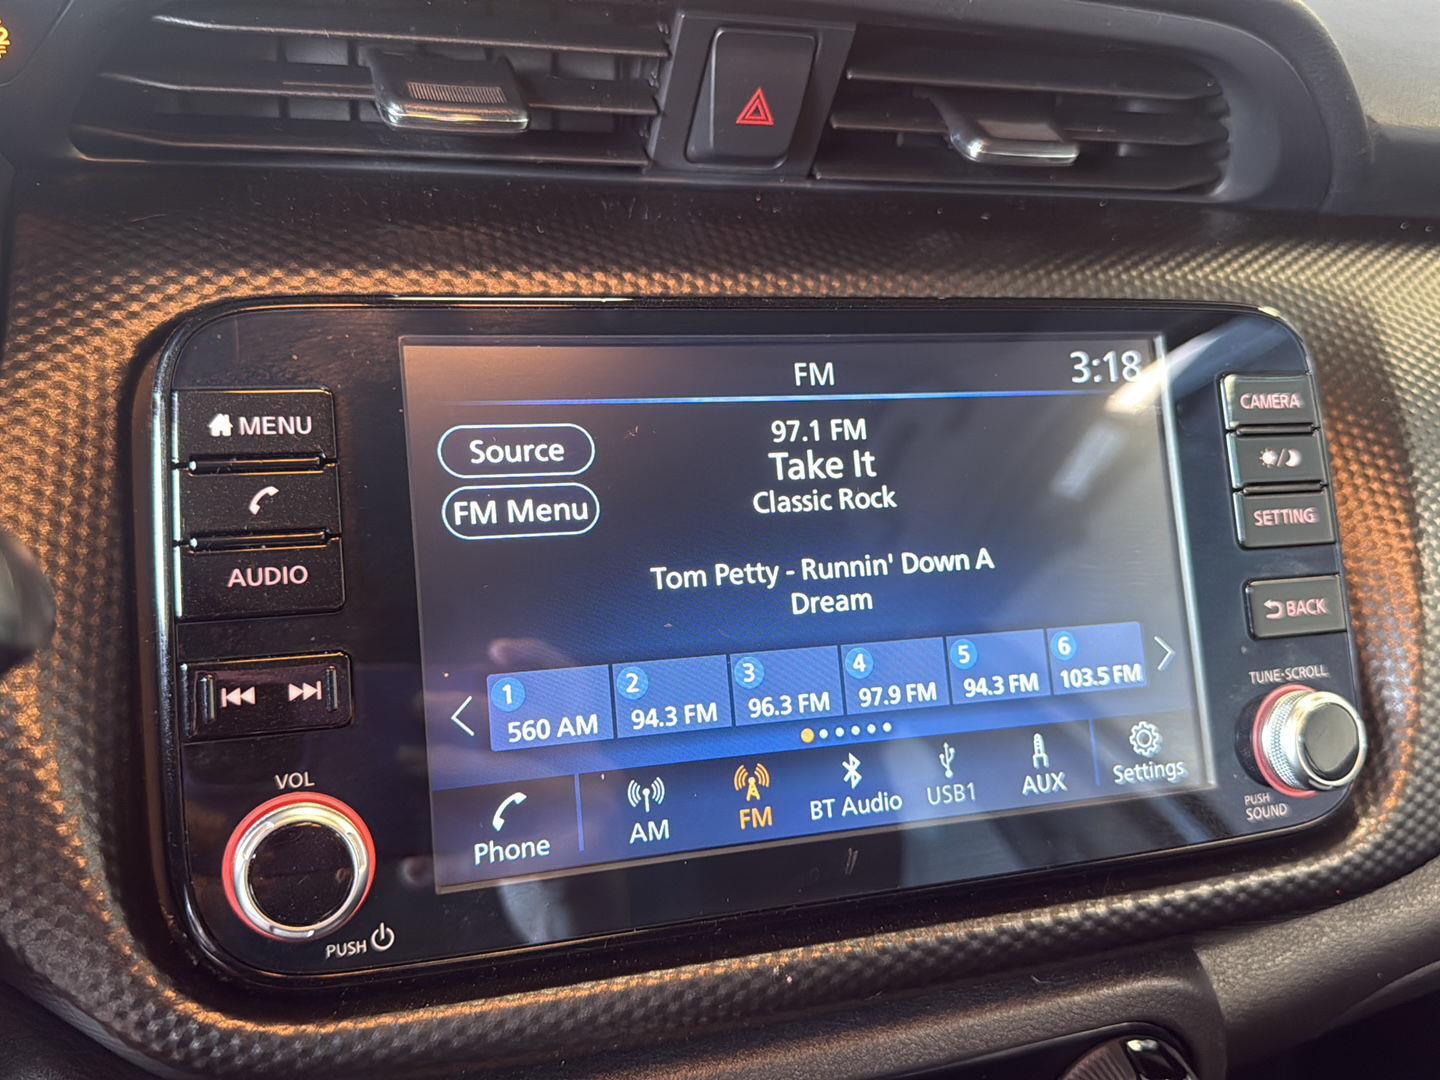 FM
3:18
MENU
Source
97.1 FM
Take It
Classic Rock
CAMERA
FM Menu
SETTING
AUDIO
Tom Petty - Runnin' Down A
Dream
BACK
1
2
3
4
5
6
560 AM
94.3 FM
96.3 FM
97.9 FM
94.3 FM
103.5 FM
TUNE-SCROLL
VOL
Phone
AM
FM
BT Audio
USB1
AUX
Settings
PUSH
SOUND
PUSH